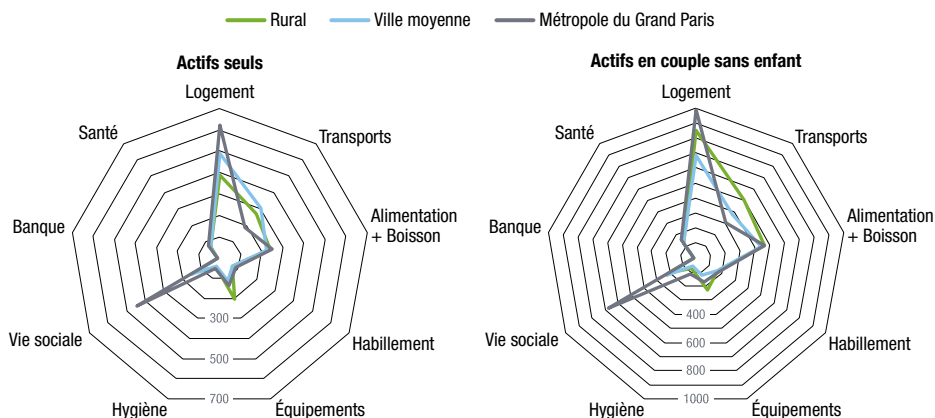 Rural Ville moyenne Métropole du Grand Paris
Actifs seuls
Logement
Santé
Transports
Banque
Alimentation
+ Boisson
Vie sociale
Habillement
Hygiène
Équipements
300
500
700
Actifs en couple sans enfant
Logement
Santé
Transports
Banque
Alimentation
+ Boisson
Vie sociale
Habillement
Hygiène
Équipements
400
600
800
1000